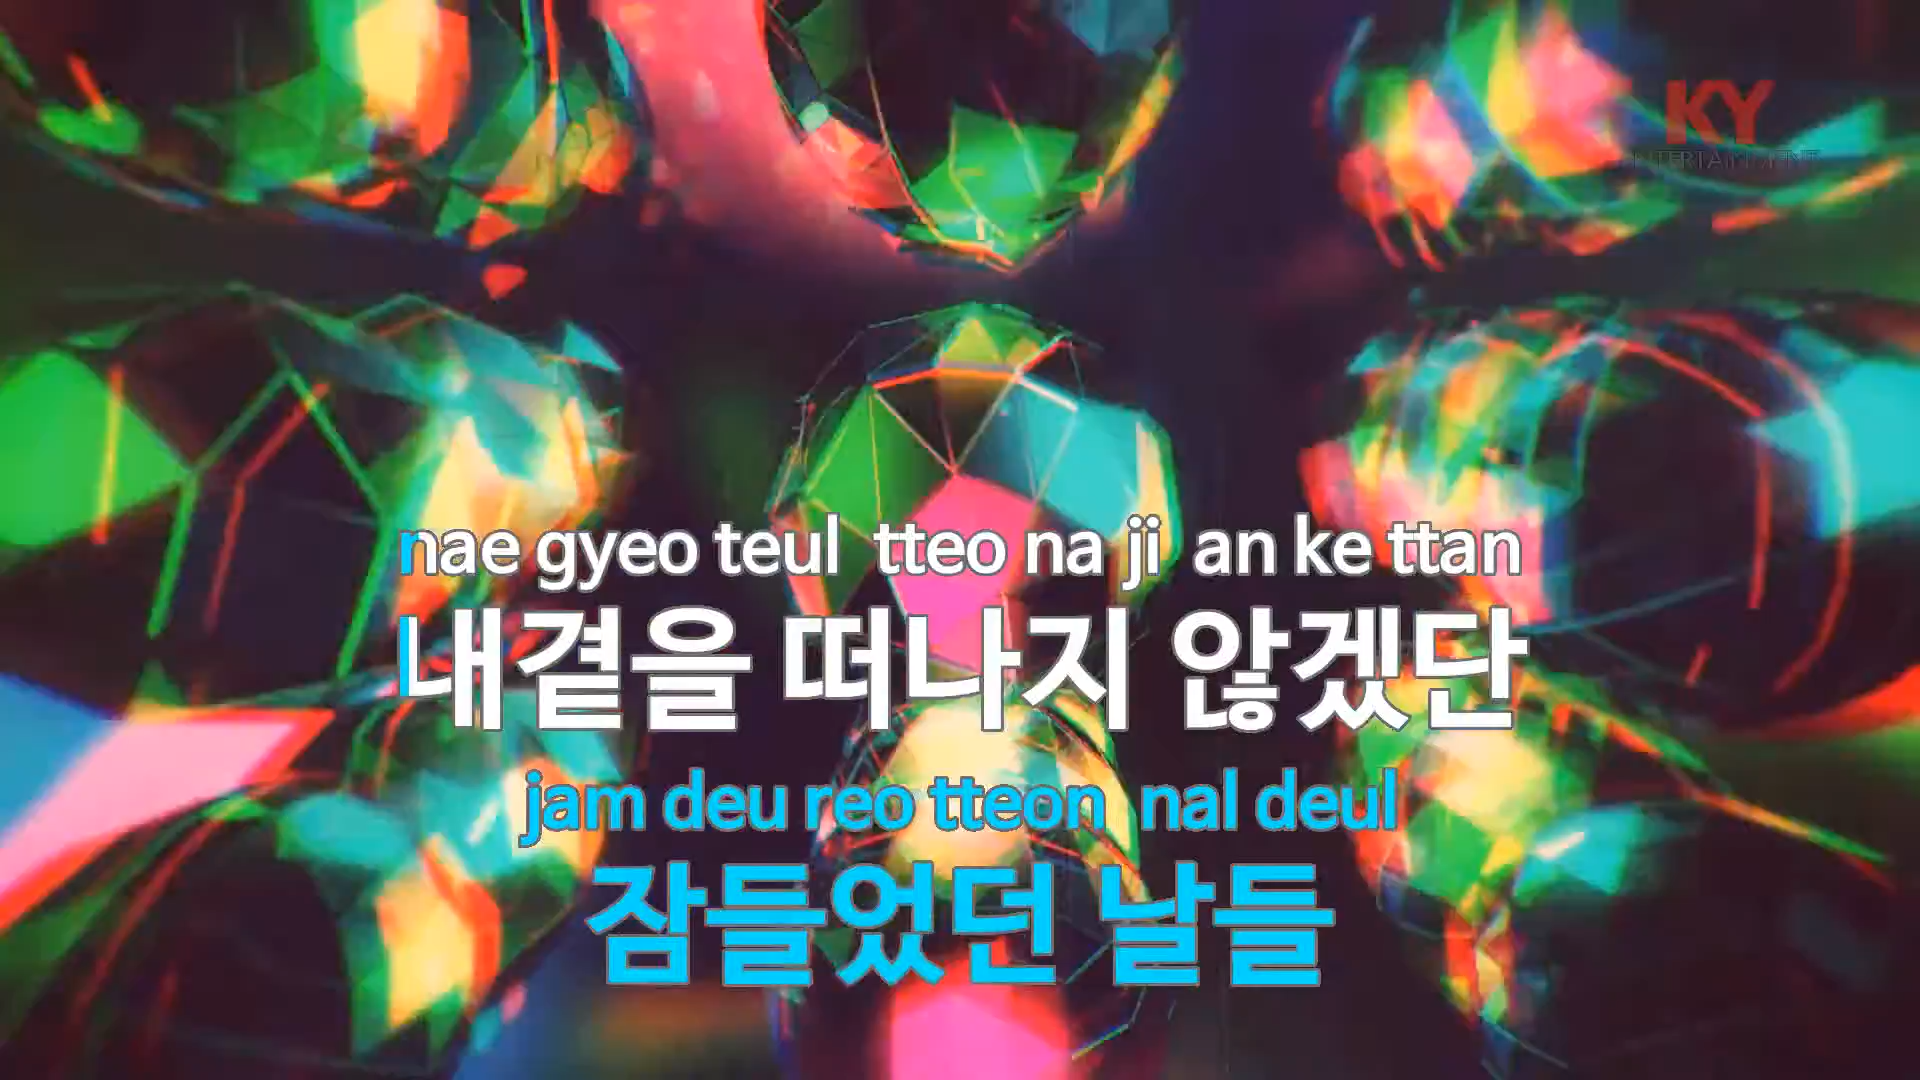 KY
ENTERTAINMENT
nae gyeo teul tteo na ji an ke ttan
내곁을 떠나지 않겠단
jam deu reo tteon nal deul
잠들었던 날들